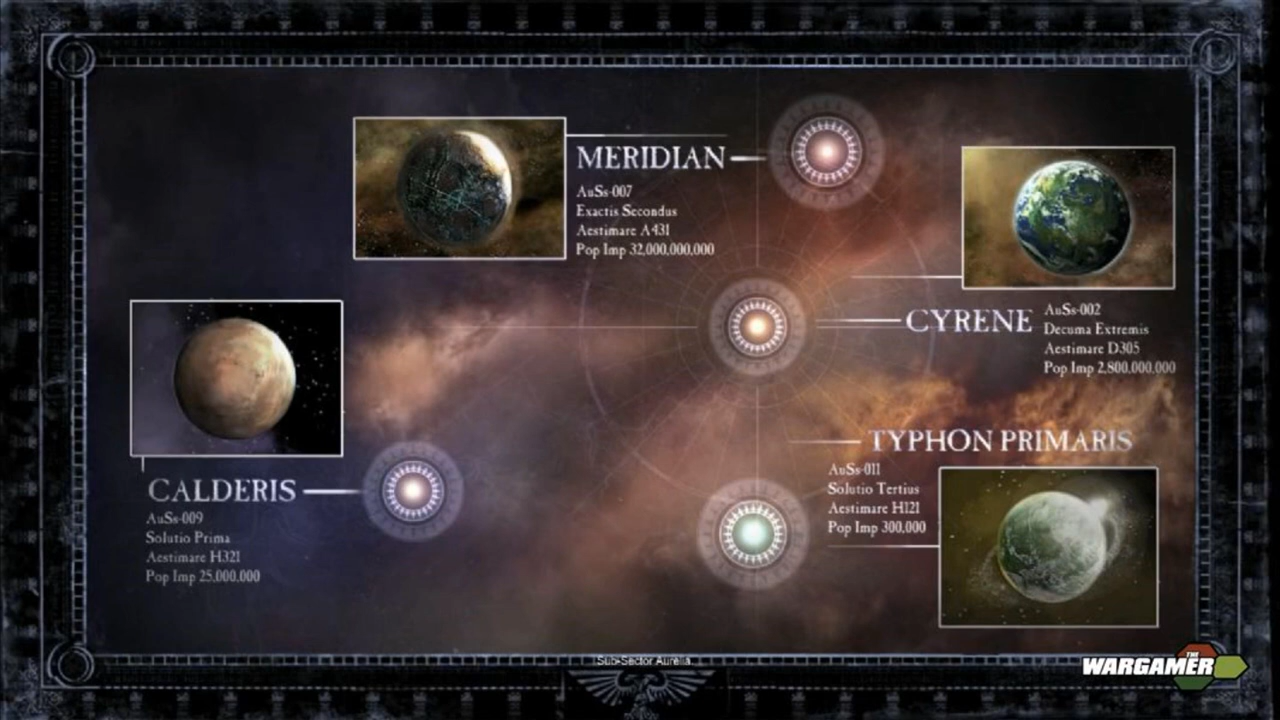 MERIDIAN
AuSs-007
Exactis Secundus
Aestimare A431
Pop Imp 32,000,000,000
CYRENE
AuSs-002
Decuma Extremis
Aestimare D305
Pop Imp 2,800,000,000
CALDERIS
AuSs-009
Solutio Prima
Aestimare H321
Pop Imp 25,000,000
TYPHON PRIMARIS
AuSs-011
Solutio Tertius
Aestimare H121
Pop Imp 300,000
Sub-Sector Aurelia
THE
WARGAMER